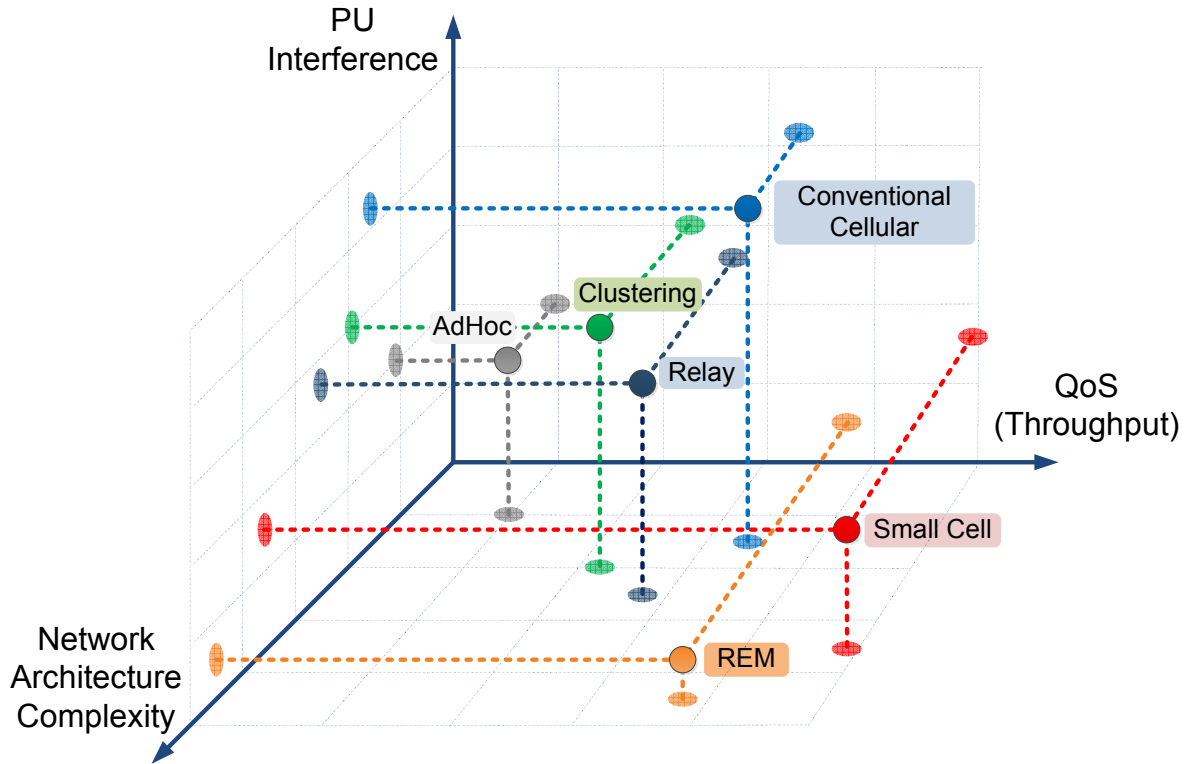 PU
Interference
Conventional
Cellular
Clustering
AdHoc
Relay
QoS
(Throughput)
Small Cell
Network
Architecture
Complexity
REM